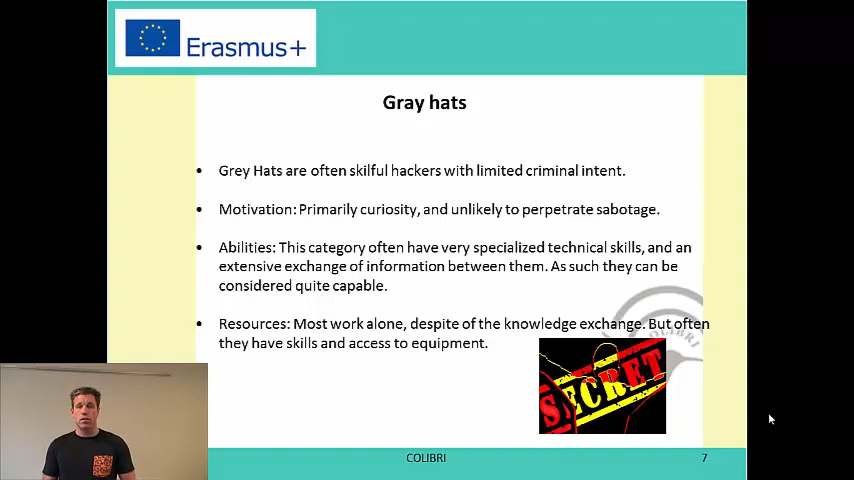 Erasmus+
Gray hats
• Grey Hats are often skilful hackers with limited criminal intent.
• Motivation: Primarily curiosity, and unlikely to perpetrate sabotage.
• Abilities: This category often have very specialized technical skills, and an
extensive exchange of information between them. As such they can be
considered quite capable.
• Resources: Most work alone, despite of the knowledge exchange. But often
they have skills and access to equipment.
COLIBRI
SECRET
COLIBRI
7